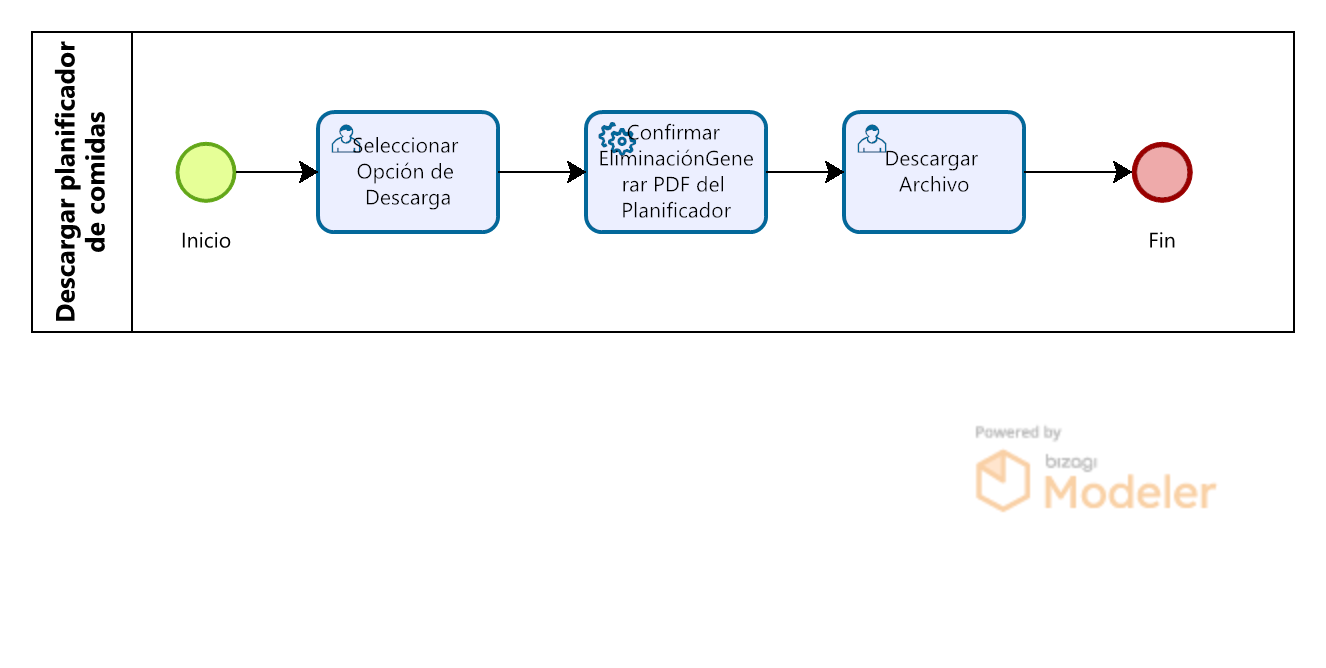 Descargar planificador
de comidas
Inicio
Seleccionar
Opción de
Descarga
Confirmar
EliminaciónGene
rar PDF del
Planificador
Descargar
Archivo
Fin
Powered by
bizagi
Modeler